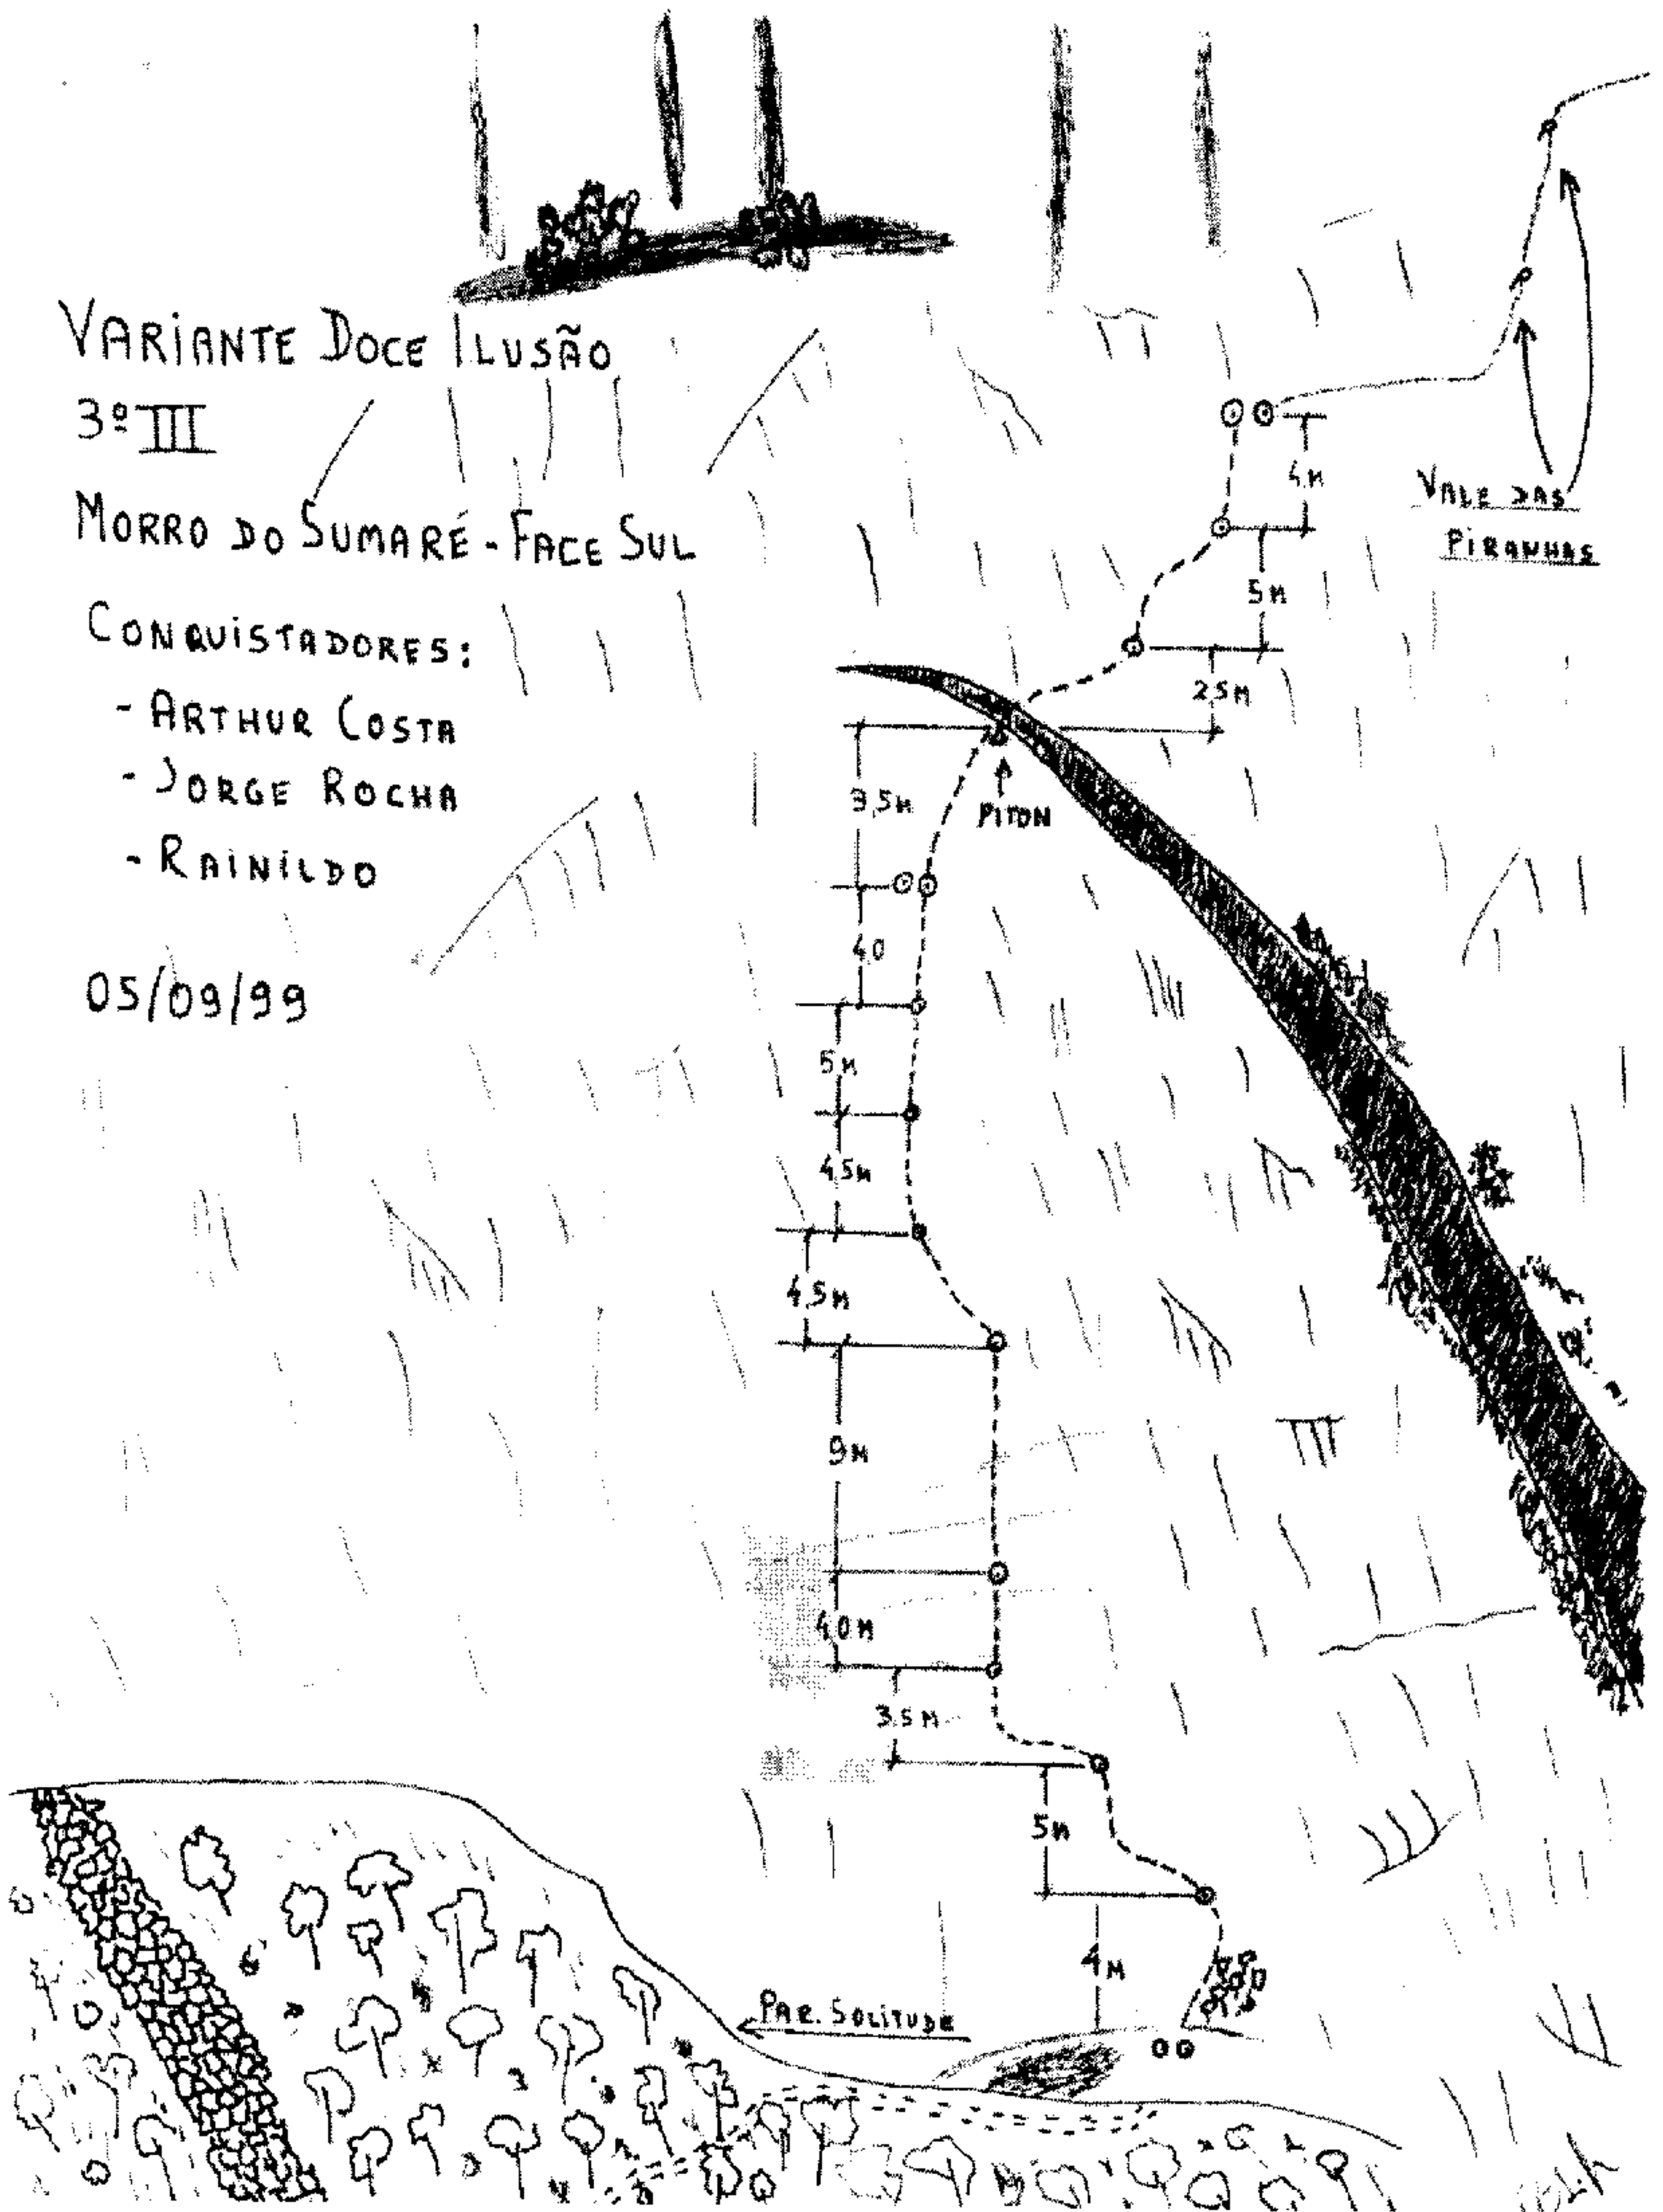 VARIANTE DOCE ILUSÃO
3º III
MORRO DO SUMARÉ - FACE SUL
CONQUISTADORES:
- ARTHUR COSTA
- JORGE ROCHA
- RAINILDO
05/09/99
4M
VALE DAS
PIRANHAS
5M
2.5M
3,5M
PITON
4.0
5M
4.5M
4.5M
9M
4.0M
3.5M
5M
4M
PAR. SOLITUDE